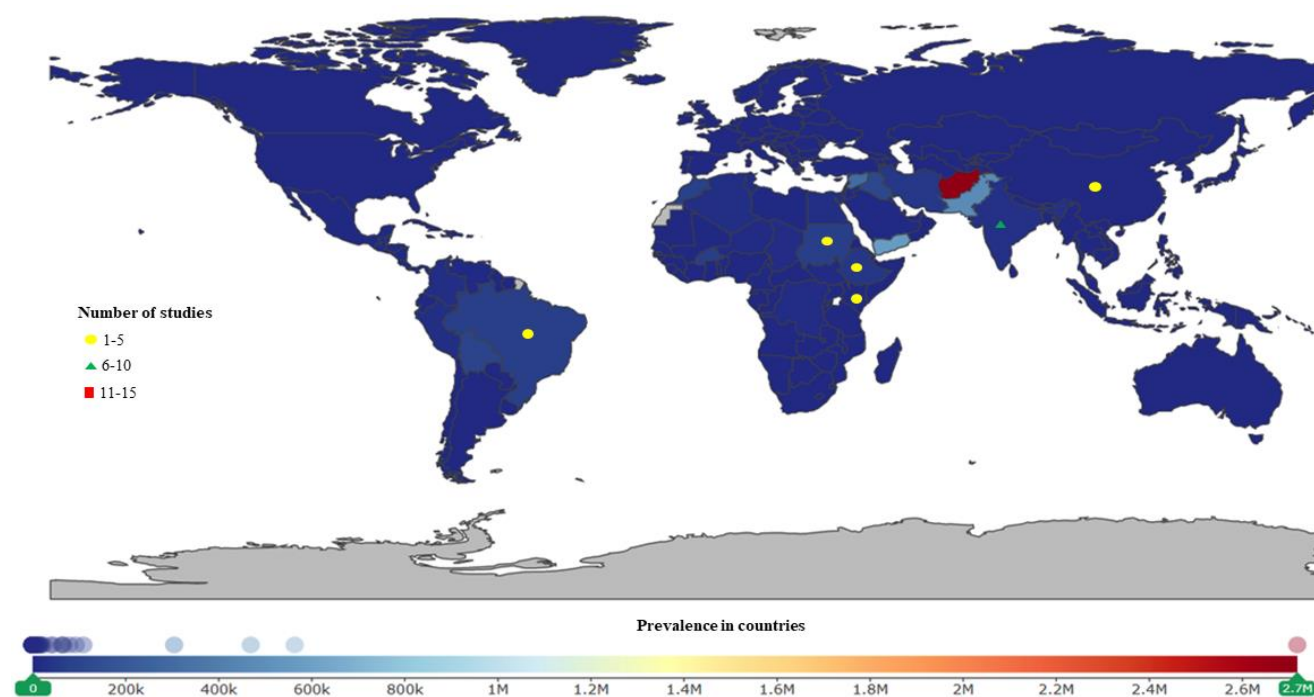 Number of studies
1-5
6-10
11-15
Prevalence in countries
0 200k 400k 600k 800k 1M 1.2M 1.4M 1.6M 1.8M 2M 2.2M 2.4M 2.6M 2.7M